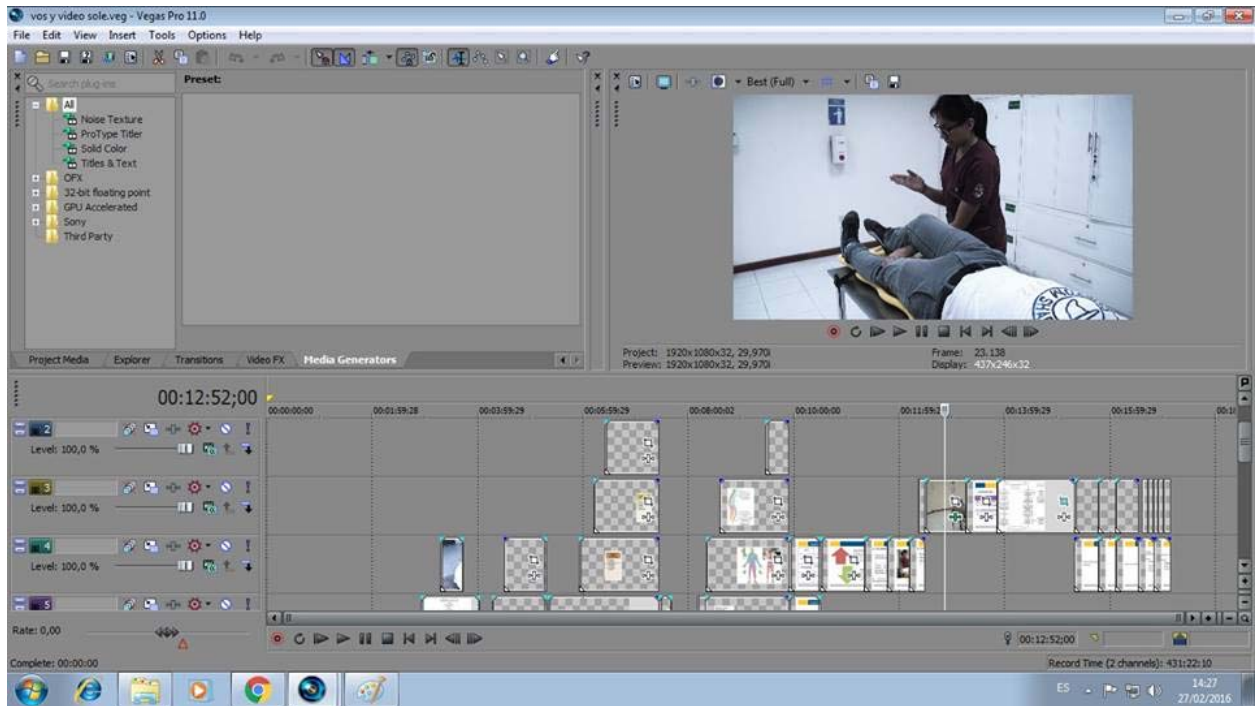 vos y video sole.veg - Vegas Pro 11.0
File Edit View Insert Tools Options Help
Search plug-ins
Preset:
All
Noise Texture
ProType Titler
Solid Color
Titles & Text
OFX
32-bit floating point
GPU Accelerated
Sony
Third Party
Best (Full)
Project Media Explorer Transitions Video FX Media Generators
Project: 1920x1080x32, 29,970i
Preview: 1920x1080x32, 29,970i
Frame: 23.138
Display: 437x246x32
00:12:52;00
00:00:00:00 00:01:59:28 00:03:59:29 00:05:59:29 00:08:00:02 00:10:00:00 00:13:59:29 00:15:59:29
2
Level: 100,0 %
3
Level: 100,0 %
4
Level: 100,0 %
5
Rate: 0,00
00:12:52;00
Complete: 00:00:00
Record Time (2 channels): 431:22:10
ES
14:27
27/02/2016